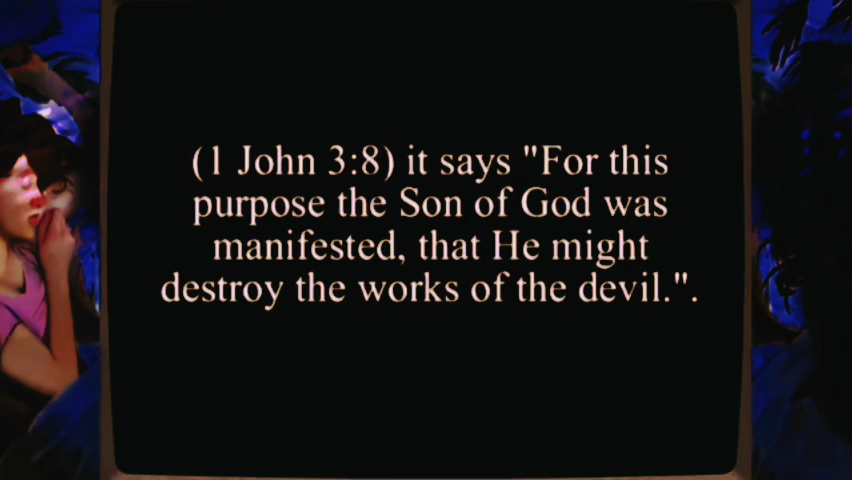 (1 John 3:8) it says "For this
purpose the Son of God was
manifested, that He might
destroy the works of the devil.".